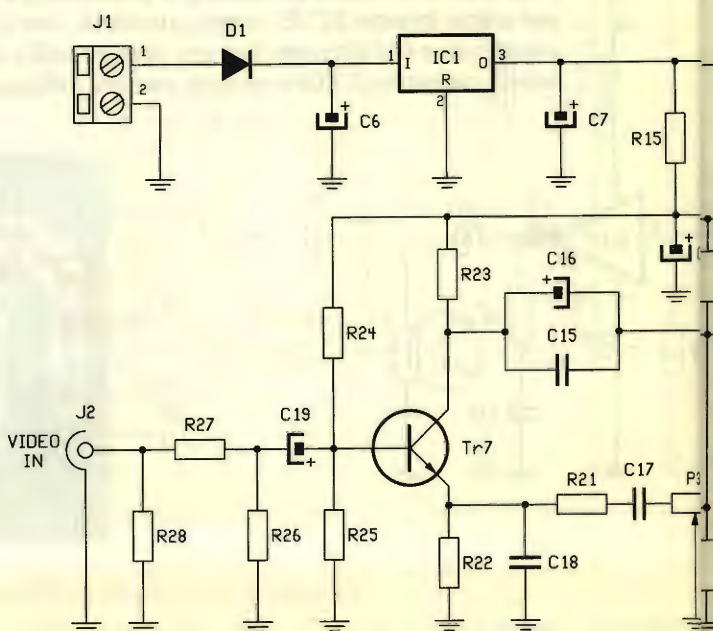 J1
D1
1
2
1
I
IC1
O
3
R
2
+
C6
+
C7
R15
+
R23
C16
+
R24
C15
J2
VIDEO
IN
R27
C19
+
Tr7
R21
C17
R28
R26
R25
R22
C18